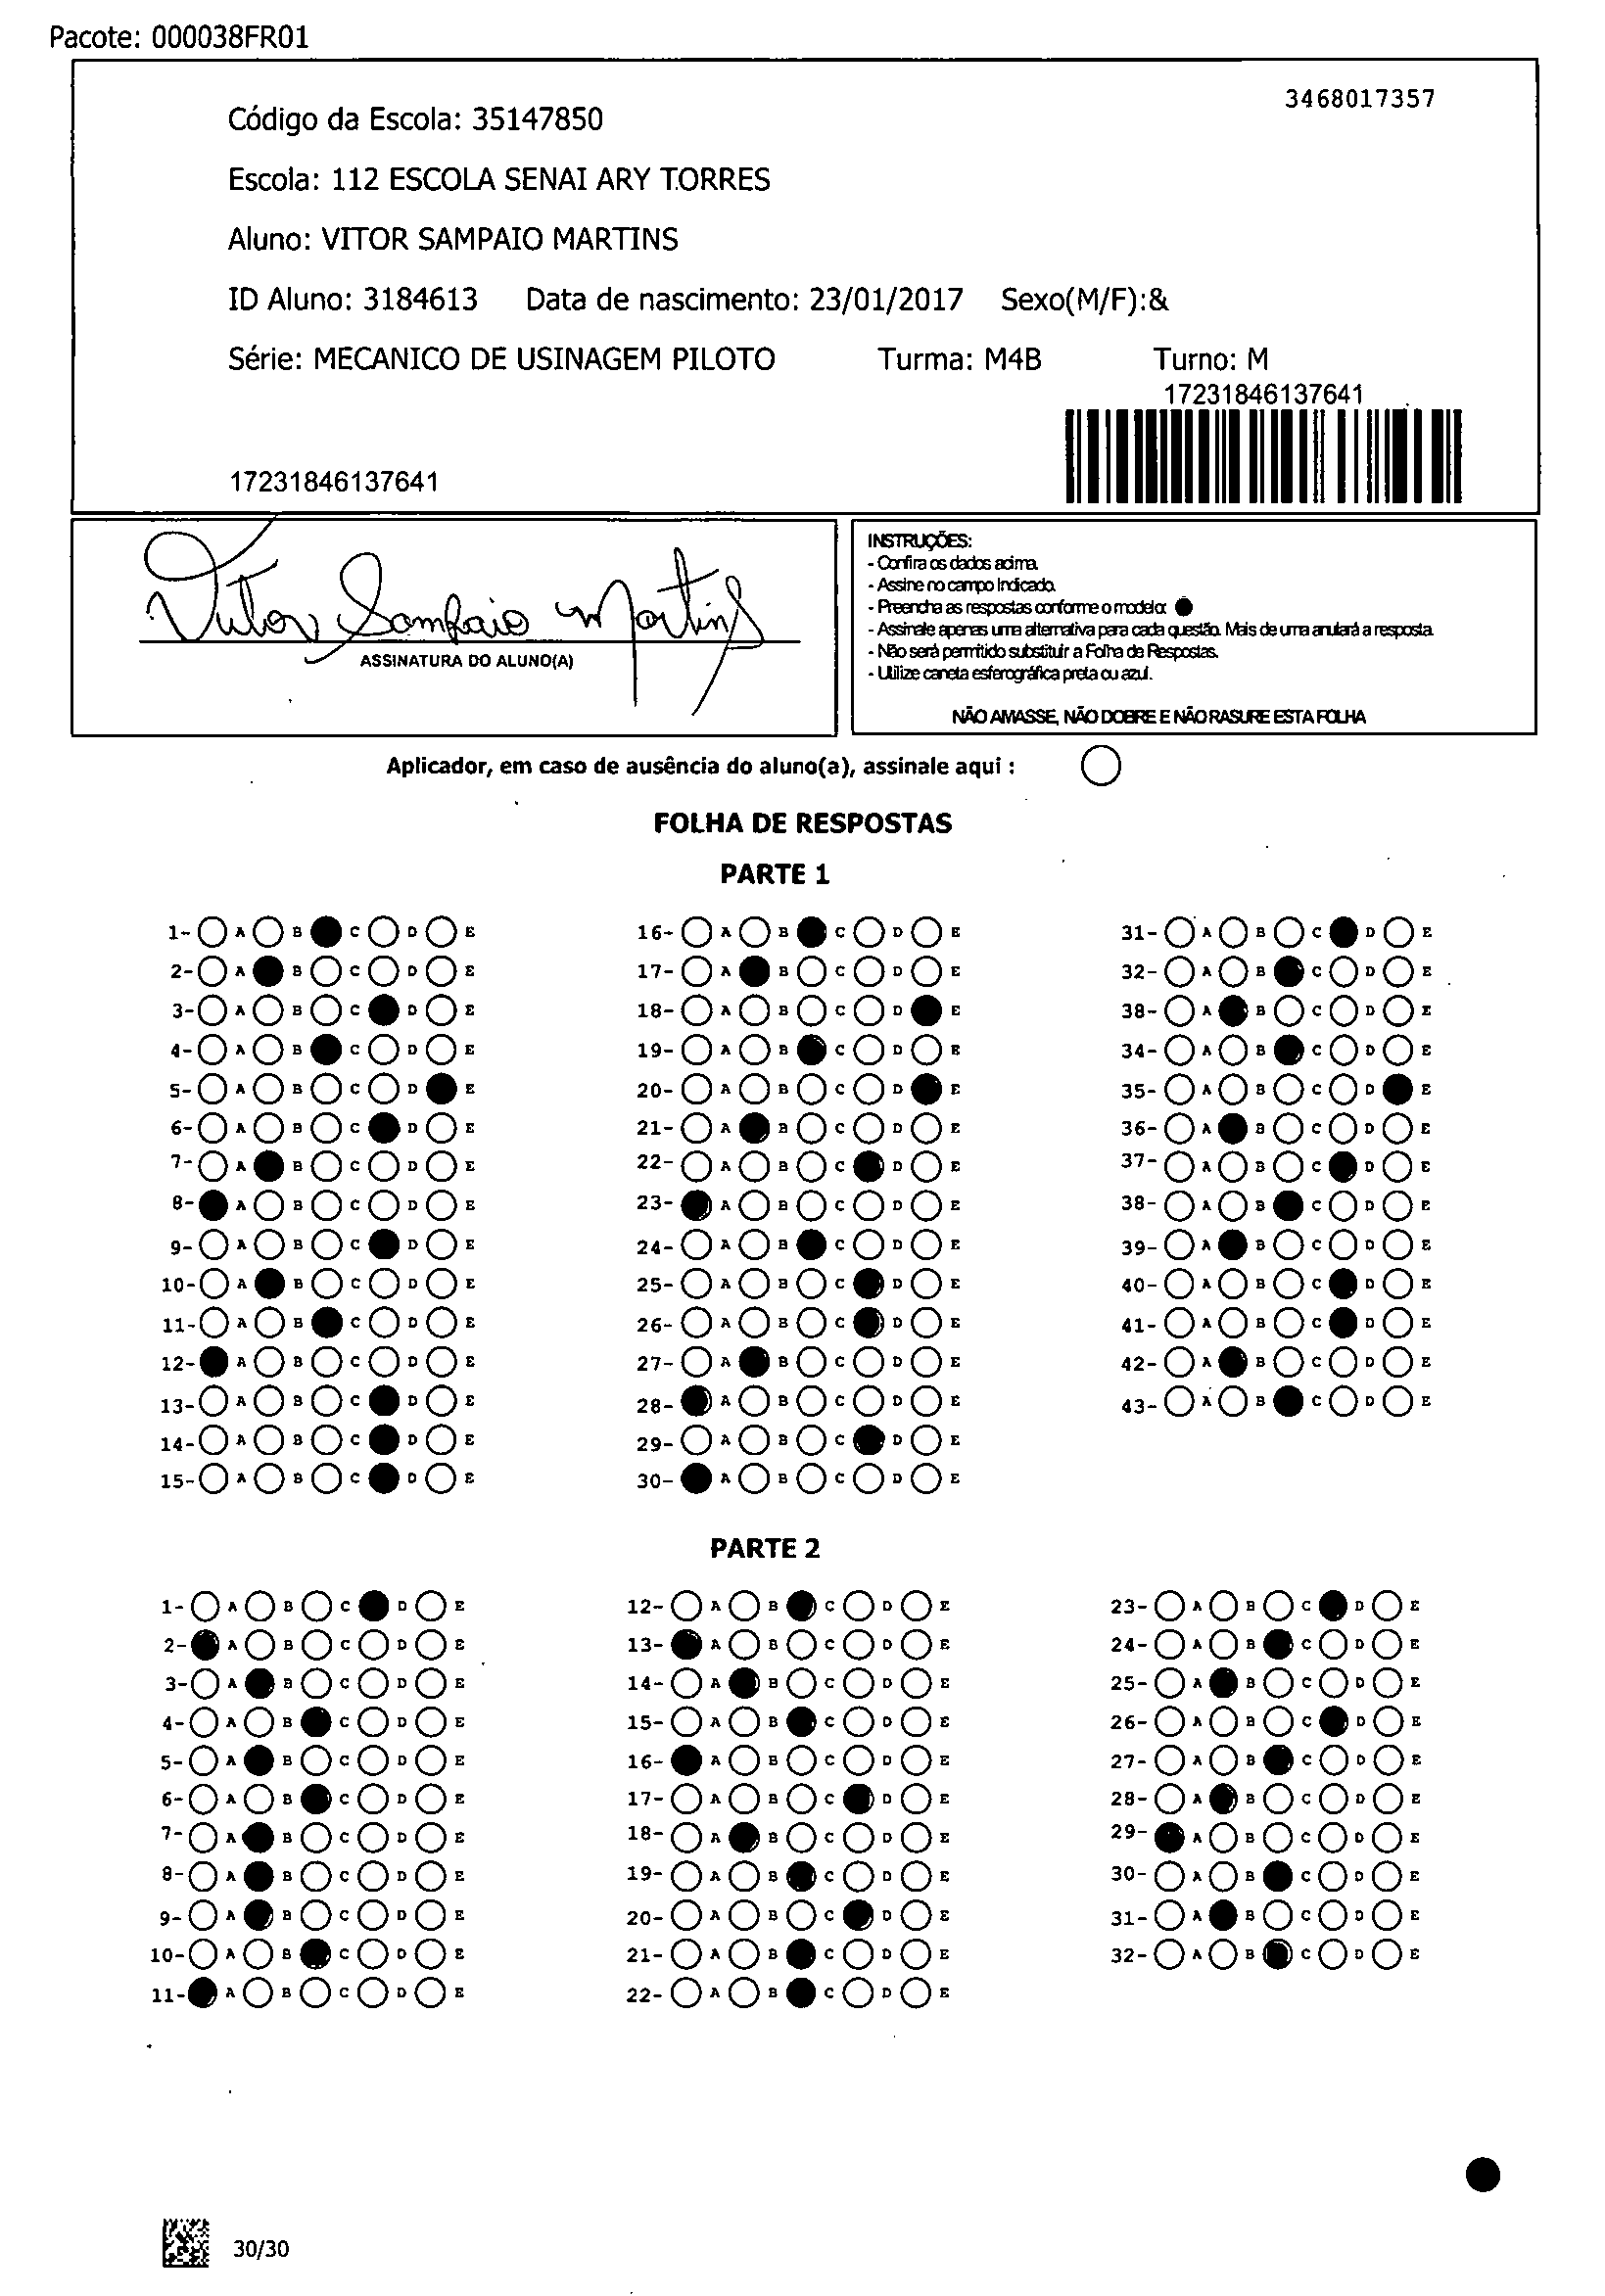 Pacote: 000038FR01
3468017357
Código da Escola: 35147850
Escola: 112 ESCOLA SENAI ARY TORRES
Aluno: VITOR SAMPAIO MARTINS
ID Aluno: 3184613 Data de nascimento: 23/01/2017 Sexo(M/F):&
Série: MECANICO DE USINAGEM PILOTO Turma: M4B Turno: M
17231846137641
17231846137641
Vitor Sampaio Martins
ASSINATURA DO ALUNO(A)
INSTRUÇÕES:
- Confira os dados acima.
- Assine no campo Indicado.
- Preencha as respostas conforme o modelo:
- Assinale apenas uma alternativa para cada questão. Mais de uma anulará a resposta.
- Não será permitido substituir a Folha de Respostas.
- Utilize caneta esferográfica preta ou azul.
NÃO AMASSE, NÃO DOBRE E NÃO RASURE ESTA FOLHA
Aplicador, em caso de ausência do aluno(a), assinale aqui :
FOLHA DE RESPOSTAS
PARTE 1
1- A B C D E 16- A B C D E 31- A B C D E
2- A B C D E 17- A B C D E 32- A B C D E
3- A B C D E 18- A B C D E 38- A B C D E
4- A B C D E 19- A B C D E 34- A B C D E
5- A B C D E 20- A B C D E 35- A B C D E
6- A B C D E 21- A B C D E 36- A B C D E
7- A B C D E 22- A B C D E 37- A B C D E
8- A B C D E 23- A B C D E 38- A B C D E
9- A B C D E 24- A B C D E 39- A B C D E
10- A B C D E 25- A B C D E 40- A B C D E
11- A B C D E 26- A B C D E 41- A B C D E
12- A B C D E 27- A B C D E 42- A B C D E
13- A B C D E 28- A B C D E 43- A B C D E
14- A B C D E 29- A B C D E
15- A B C D E 30- A B C D E
PARTE 2
1- A B C D E 12- A B C D E 23- A B C D E
2- A B C D E 13- A B C D E 24- A B C D E
3- A B C D E 14- A B C D E 25- A B C D E
4- A B C D E 15- A B C D E 26- A B C D E
5- A B C D E 16- A B C D E 27- A B C D E
6- A B C D E 17- A B C D E 28- A B C D E
7- A B C D E 18- A B C D E 29- A B C D E
8- A B C D E 19- A B C D E 30- A B C D E
9- A B C D E 20- A B C D E 31- A B C D E
10- A B C D E 21- A B C D E 32- A B C D E
11- A B C D E 22- A B C D E
30/30